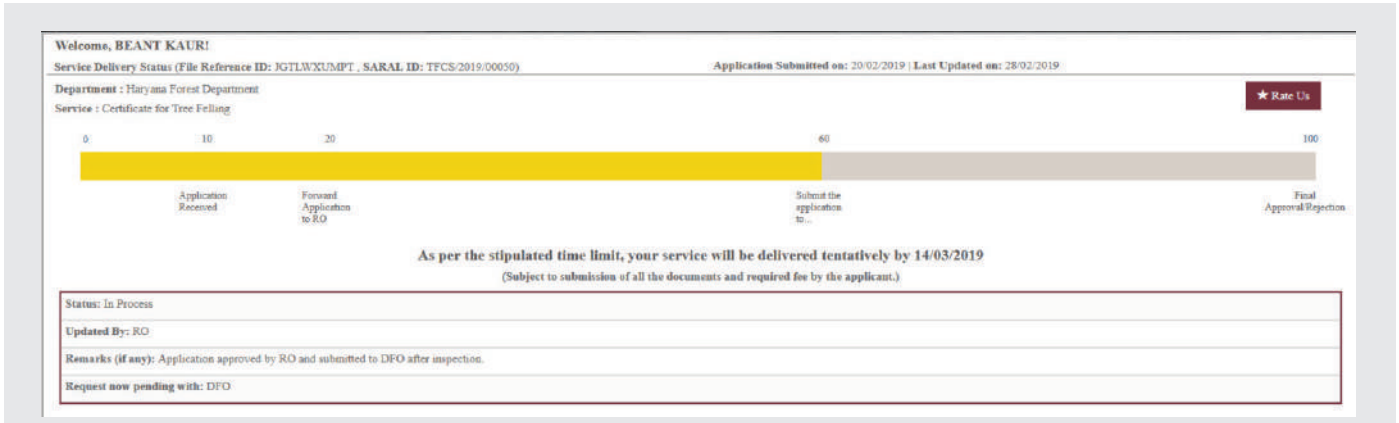 Welcome, BEANT KAUR!
Service Delivery Status (File Reference ID: JGTLWXUMPT , SARAL ID: TFCS/2019/00050)
Application Submitted on: 20/02/2019 | Last Updated on: 28/02/2019
Department : Haryana Forest Department
★ Rate Us
Service : Certificate for Tree Felling
0 10 20 60 100
Application
Received
Forward
Application
to RO
Submit the
application
to...
Final
Approval/Rejection
As per the stipulated time limit, your service will be delivered tentatively by 14/03/2019
(Subject to submission of all the documents and required fee by the applicant.)
Status: In Process
Updated By: RO
Remarks (if any): Application approved by RO and submitted to DFO after inspection.
Request now pending with: DFO